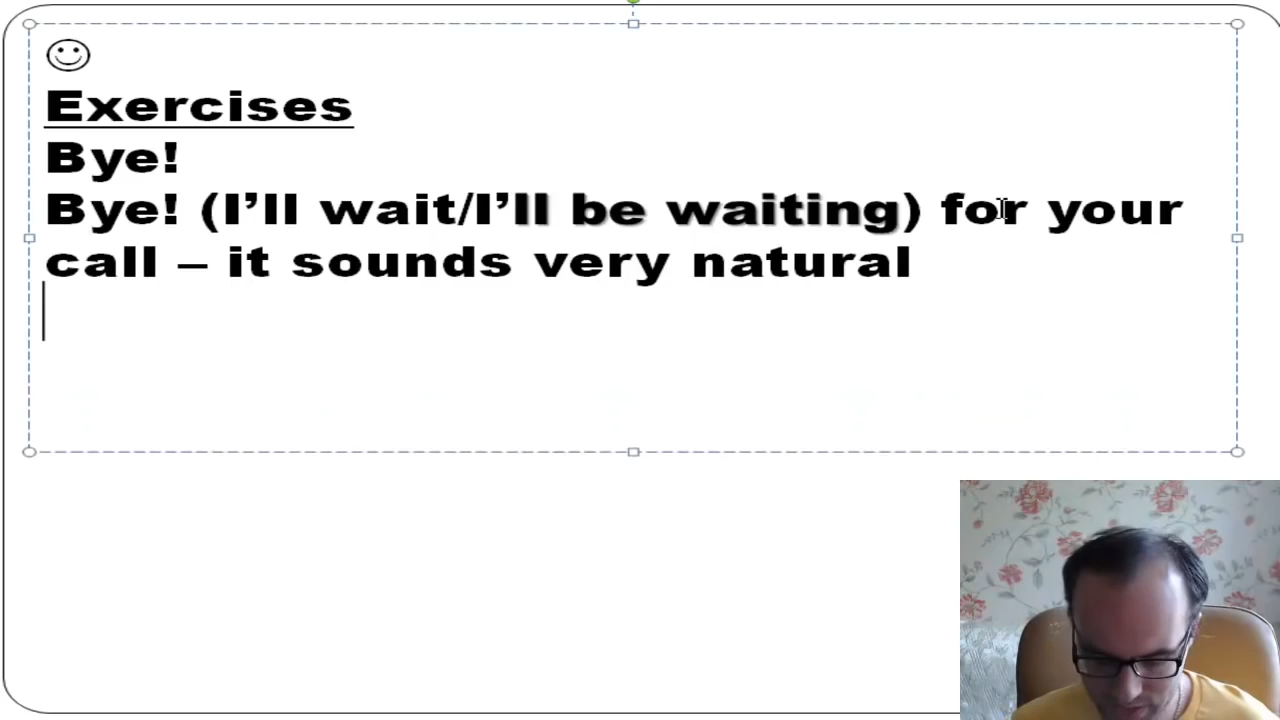 Exercises
Bye!
Bye! (I’ll wait/I’ll be waiting) for your
call – it sounds very natural